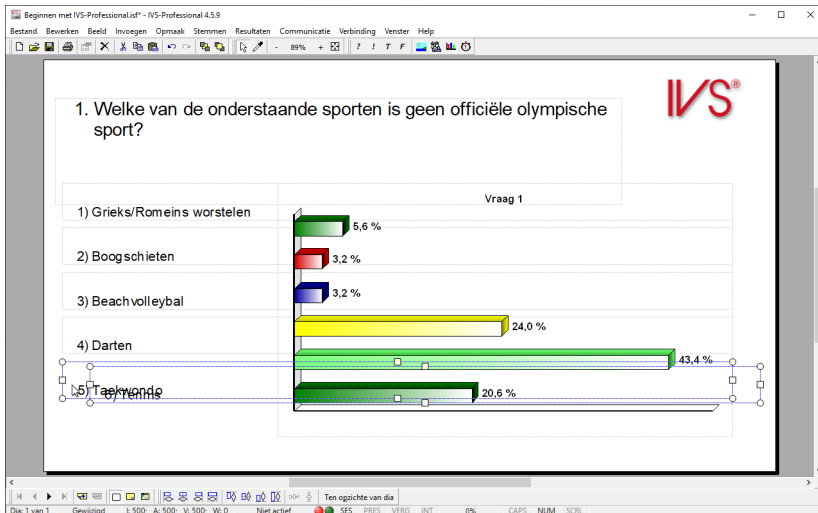 Beginnen met IVS-Professional.isf* - IVS-Professional 4.5.9
Bestand Bewerken Beeld Invoegen Opmaak Stemmen Resultaten Communicatie Verbinding Venster Help
- 89% + ? ! T F
IVS®
1. Welke van de onderstaande sporten is geen officiële olympische
sport?
Vraag 1
1) Grieks/Romeins worstelen
5,6 %
2) Boogschieten
3,2 %
3) Beachvolleybal
3,2 %
24,0 %
4) Darten
43,4 %
5) Taekwondo
6) Tennis
20,6 %
Ten opzichte van dia
Dia: 1 van 1 Gewijzigd I: 500; A: 500; V: 500; W: 0 Niet actief SES PRES VERG INT 0% CAPS NUM SCRL